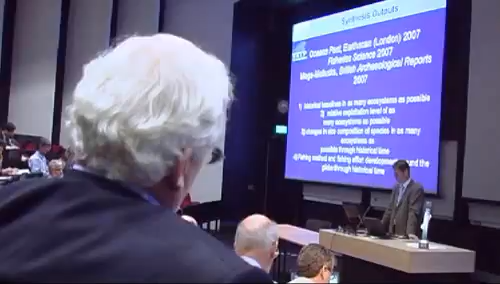 Synthesis Outputs
Oceans Past, Earthscan (London) 2007
Fisheries Science 2007
Mega-Mollucks, British Archaeological Reports
2007
1) historical baselines in as many ecosystems as possible
2) relative exploitation level of as
many ecosystems as possible
3) changes in size composition of species in as many
ecosystems as
possible through historical time
4) Fishing method and fishing effort development around the
globe through historical time